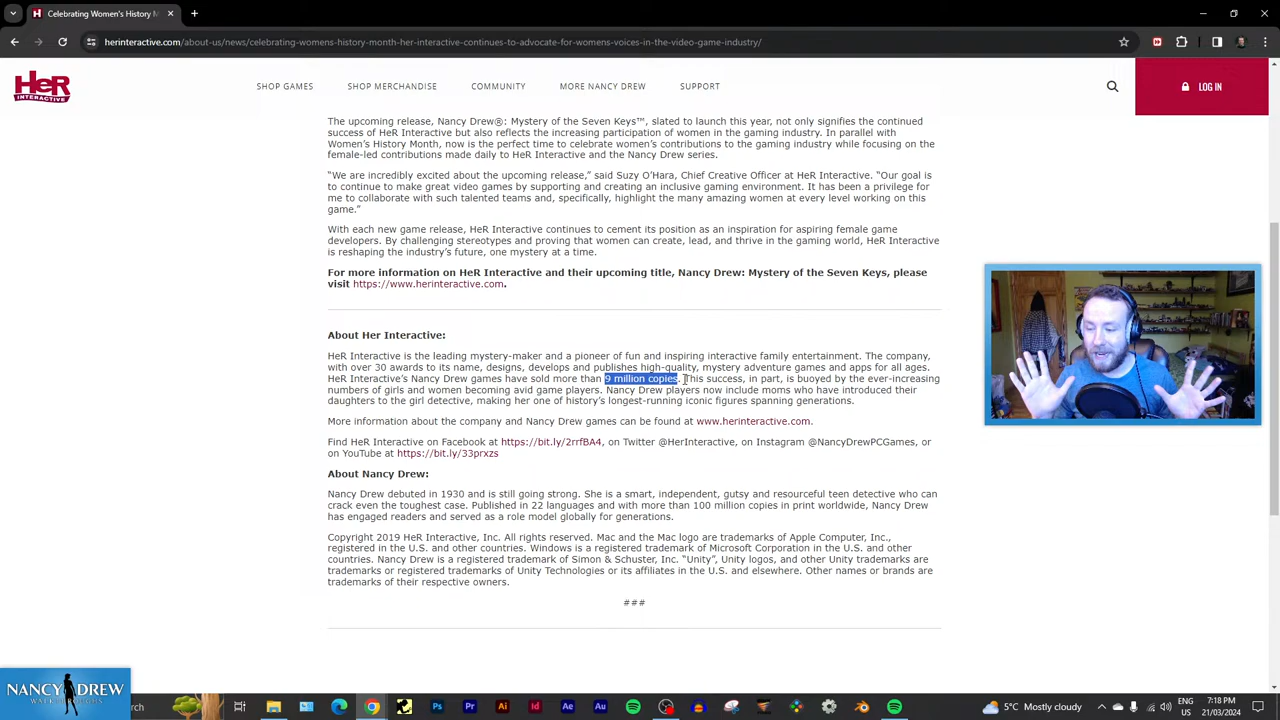 Celebrating Women's History M
herinteractive.com/about-us/news/celebrating-womens-history-month-her-interactive-continues-to-advocate-for-womens-voices-in-the-video-game-industry/
HeR
INTERACTIVE
SHOP GAMES
SHOP MERCHANDISE
COMMUNITY
MORE NANCY DREW
SUPPORT
LOG IN
The upcoming release, Nancy Drew®: Mystery of the Seven Keys™, slated to launch this year, not only signifies the continued
success of HeR Interactive but also reflects the increasing participation of women in the gaming industry. In parallel with
Women's History Month, now is the perfect time to celebrate women's contributions to the gaming industry while focusing on the
female-led contributions made daily to HeR Interactive and the Nancy Drew series.
“We are incredibly excited about the upcoming release,” said Suzy O'Hara, Chief Creative Officer at HeR Interactive. “Our goal is
to continue to make great video games by supporting and creating an inclusive gaming environment. It has been a privilege for
me to collaborate with such talented teams and, specifically, highlight the many amazing women at every level working on this
game.”
With each new game release, HeR Interactive continues to cement its position as an inspiration for aspiring female game
developers. By challenging stereotypes and proving that women can create, lead, and thrive in the gaming world, HeR Interactive
is reshaping the industry's future, one mystery at a time.
For more information on HeR Interactive and their upcoming title, Nancy Drew: Mystery of the Seven Keys, please
visit https://www.herinteractive.com.
About Her Interactive:
HeR Interactive is the leading mystery-maker and a pioneer of fun and inspiring interactive family entertainment. The company,
with over 30 awards to its name, designs, develops and publishes high-quality, mystery adventure games and apps for all ages.
HeR Interactive's Nancy Drew games have sold more than 9 million copies. This success, in part, is buoyed by the ever-increasing
numbers of girls and women becoming avid game players. Nancy Drew players now include moms who have introduced their
daughters to the girl detective, making her one of history's longest-running iconic figures spanning generations.
More information about the company and Nancy Drew games can be found at www.herinteractive.com.
Find HeR Interactive on Facebook at https://bit.ly/2rrfBA4, on Twitter @HerInteractive, on Instagram @NancyDrewPCGames, or
on YouTube at https://bit.ly/33prxzs
About Nancy Drew:
Nancy Drew debuted in 1930 and is still going strong. She is a smart, independent, gutsy and resourceful teen detective who can
crack even the toughest case. Published in 22 languages and with more than 100 million copies in print worldwide, Nancy Drew
has engaged readers and served as a role model globally for generations.
Copyright 2019 HeR Interactive, Inc. All rights reserved. Mac and the Mac logo are trademarks of Apple Computer, Inc.,
registered in the U.S. and other countries. Windows is a registered trademark of Microsoft Corporation in the U.S. and other
countries. Nancy Drew is a registered trademark of Simon & Schuster, Inc. “Unity”, Unity logos, and other Unity trademarks are
trademarks or registered trademarks of Unity Technologies or its affiliates in the U.S. and elsewhere. Other names or brands are
trademarks of their respective owners.
###
NANCY DREW
WALKTHROUGHS
rch
Ps
Pr
Ai
Id
Ae
Au
5°C Mostly cloudy
ENG
US
7:18 PM
21/03/2024